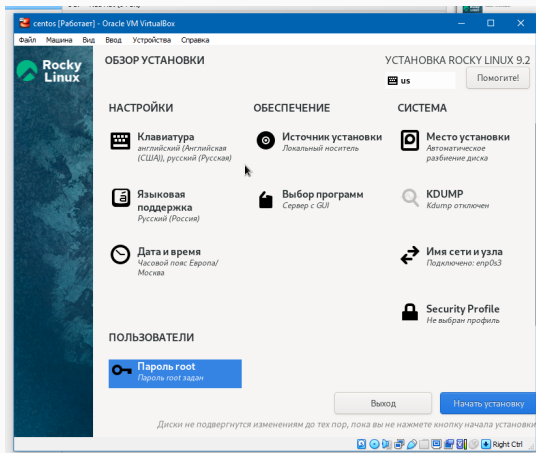 centos [Работает] - Oracle VM VirtualBox
Файл Машина Вид Ввод Устройства Справка
Rocky
Linux
ОБЗОР УСТАНОВКИ
УСТАНОВКА ROCKY LINUX 9.2
us
Помогите!
НАСТРОЙКИ
ОБЕСПЕЧЕНИЕ
СИСТЕМА
Клавиатура
английский (Английская
(США)), русский (Русская)
Источник установки
Локальный носитель
Место установки
Автоматическое
разбиение диска
Языковая
поддержка
Русский (Россия)
Выбор программ
Сервер с GUI
KDUMP
Kdump отключен
Дата и время
Часовой пояс Европа/
Москва
Имя сети и узла
Подключено: enp0s3
Security Profile
Не выбран профиль
ПОЛЬЗОВАТЕЛИ
Пароль root
Пароль root задан
Выход
Начать установку
Диски не подвергнутся изменениям до тех пор, пока вы не нажмете кнопку начала установки
Right Ctrl